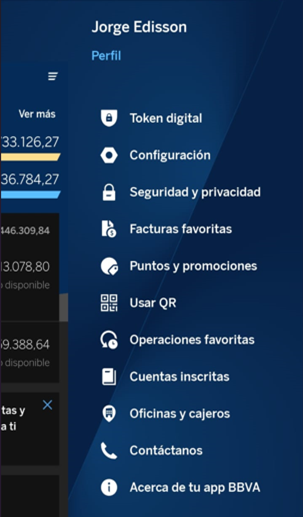 Jorge Edisson
Perfil
Ver más
33.126,27
36.784,27
446.309,84
13.078,80
disponible
9.388,64
disponible
tas y
a ti
Token digital
Configuración
Seguridad y privacidad
Facturas favoritas
Puntos y promociones
Usar QR
Operaciones favoritas
Cuentas inscritas
Oficinas y cajeros
Contáctanos
Acerca de tu app BBVA